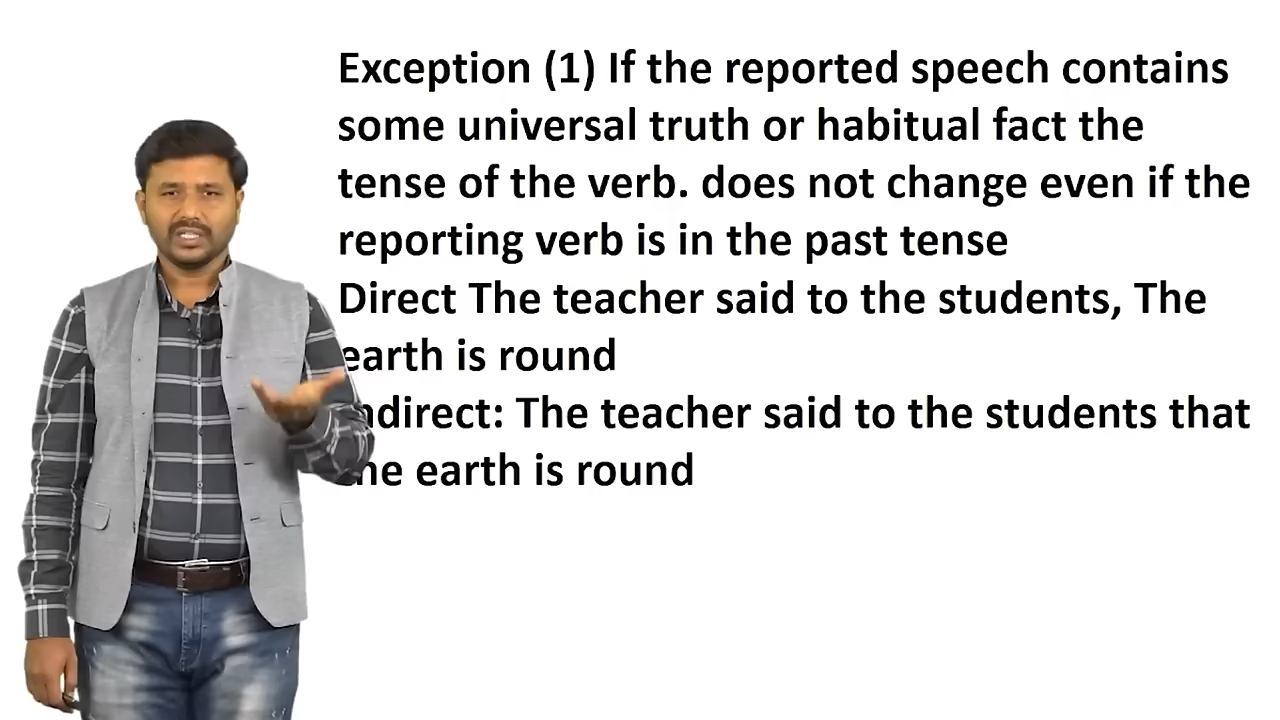 Exception (1) If the reported speech contains
some universal truth or habitual fact the
tense of the verb. does not change even if the
reporting verb is in the past tense
Direct The teacher said to the students, The
earth is round
Indirect: The teacher said to the students that
the earth is round